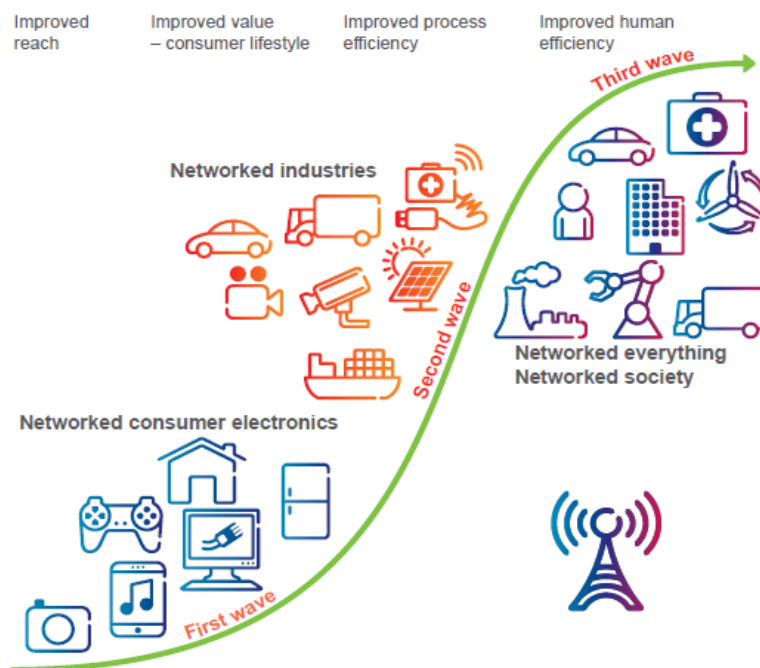 Improved
reach
Improved value
– consumer lifestyle
Improved process
efficiency
Improved human
efficiency
Third wave
Networked industries
Second wave
Networked everything
Networked society
Networked consumer electronics
First wave